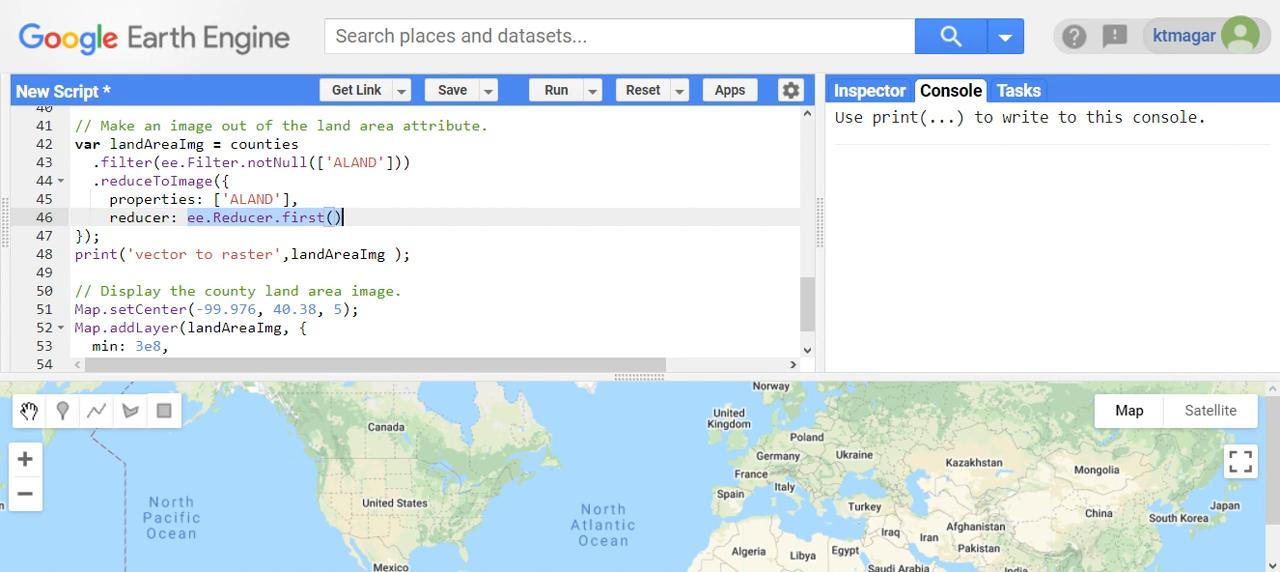 Google Earth Engine
Search places and datasets...
ktmagar
New Script *
Get Link
Save
Run
Reset
Apps
Inspector
Console
Tasks
Use print(...) to write to this console.
40
41 // Make an image out of the land area attribute.
42 var landAreaImg = counties
43 .filter(ee.Filter.notNull(['ALAND']))
44 .reduceToImage({
45 properties: ['ALAND'],
46 reducer: ee.Reducer.first()
47 });
48 print('vector to raster',landAreaImg );
49
50 // Display the county land area image.
51 Map.setCenter(-99.976, 40.38, 5);
52 Map.addLayer(landAreaImg, {
53 min: 3e8,
54
Map
Satellite
Norway
United
Kingdom
Canada
Poland
Germany
Ukraine
Kazakhstan
Mongolia
France
Italy
Spain
Turkey
China
Japan
South Korea
United States
North
Pacific
Ocean
North
Atlantic
Ocean
Iraq
Iran
Afghanistan
Pakistan
Algeria
Libya
Egypt
Mexico
Saudi Arabia
India